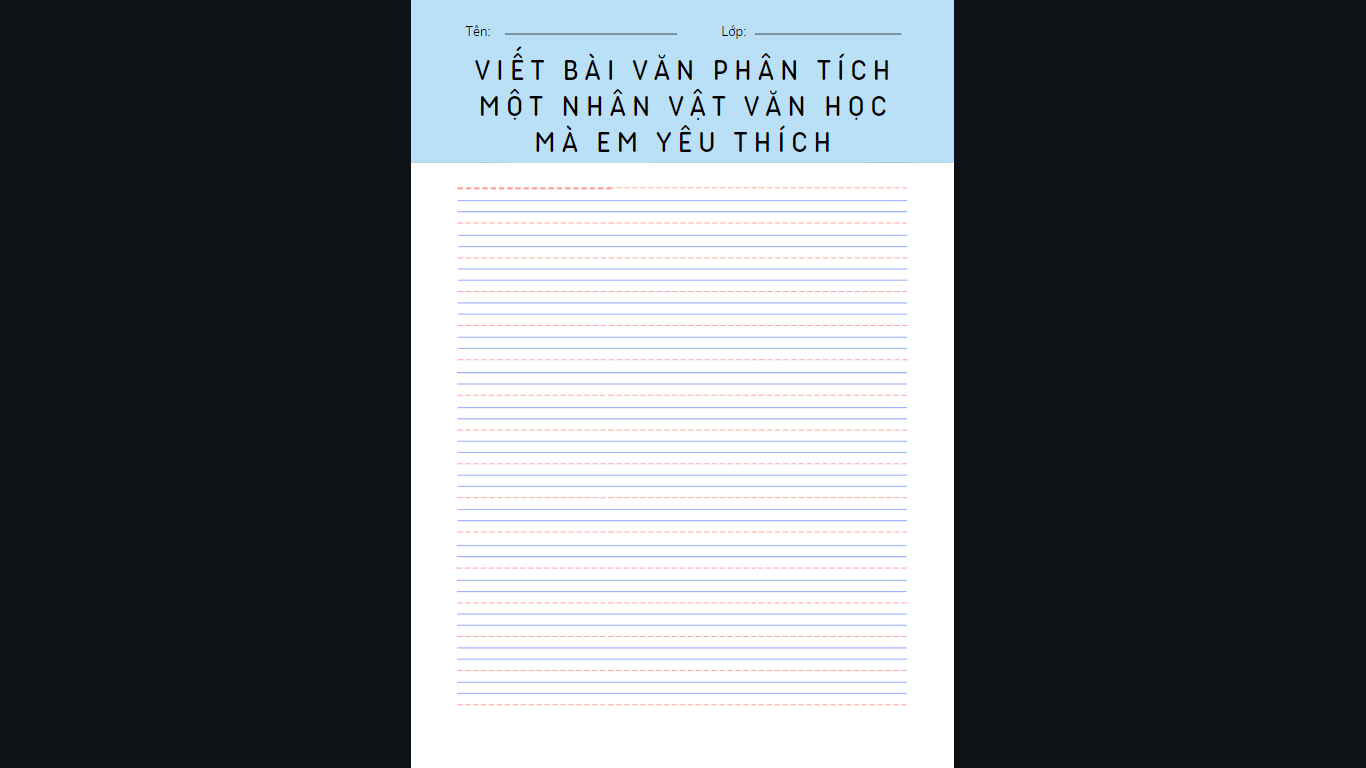 Tên: Lớp:
VIẾT BÀI VĂN PHÂN TÍCH
MỘT NHÂN VẬT VĂN HỌC
MÀ EM YÊU THÍCH